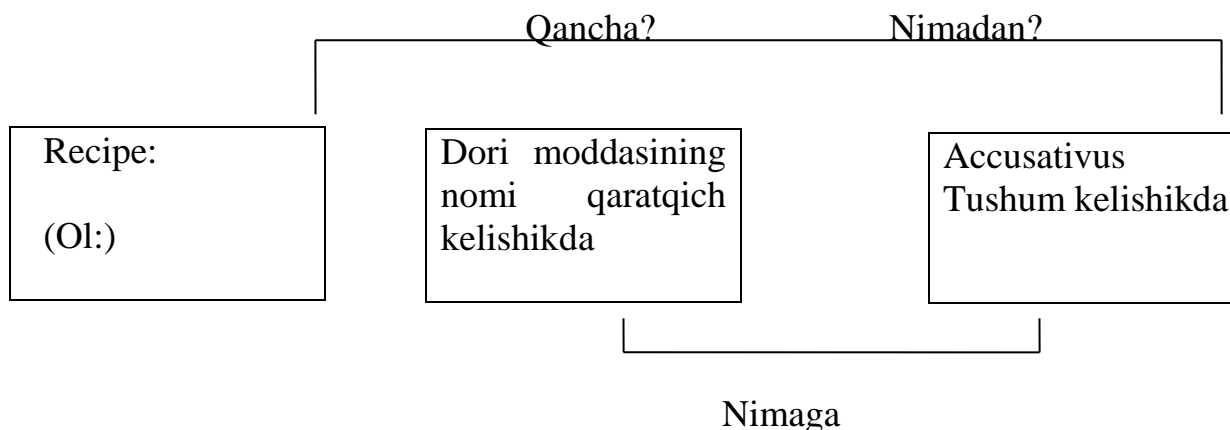 Qancha? Nimadan?
Recipe:
(Ol:)
Dori moddasining
nomi qaratqich
kelishikda
Accusativus
Tushum kelishikda
Nimaga